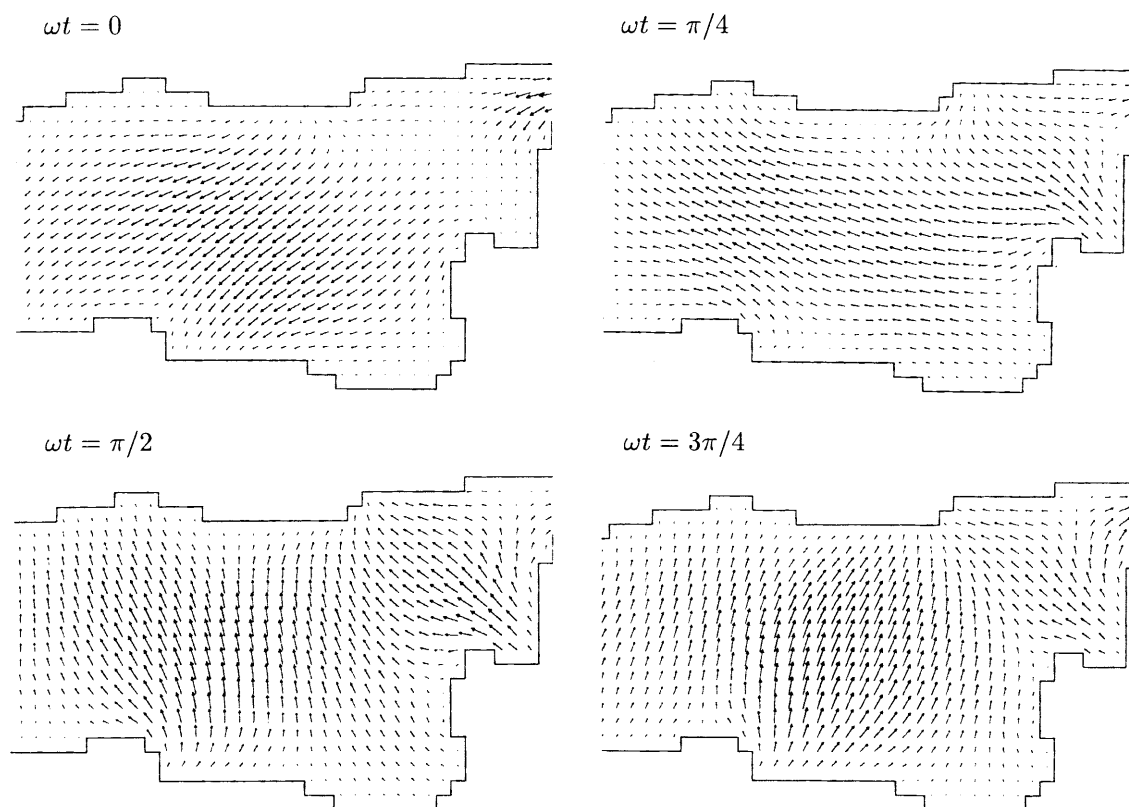 ωt = 0
ωt = π/4
ωt = π/2
ωt = 3π/4